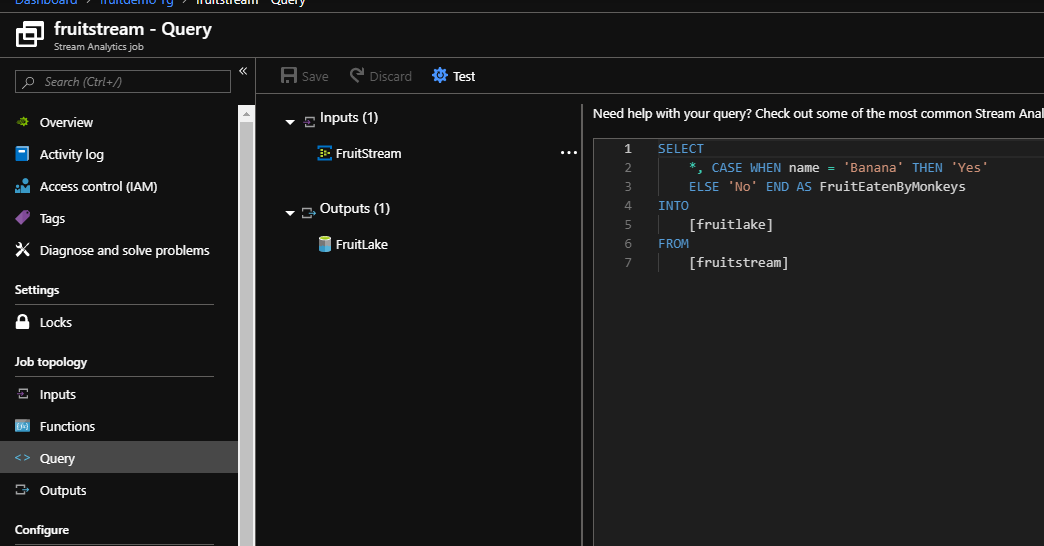 Dashboard > fruitdemo-rg > fruitstream - Query
fruitstream - Query
Stream Analytics job
Search (Ctrl+/)
«
Overview
Activity log
Access control (IAM)
Tags
Diagnose and solve problems
Settings
Locks
Job topology
Inputs
Functions
Query
Outputs
Configure
Save
Discard
Test
Inputs (1)
FruitStream
...
Outputs (1)
FruitLake
Need help with your query? Check out some of the most common Stream Anal
1 SELECT
2 *, CASE WHEN name = 'Banana' THEN 'Yes'
3 ELSE 'No' END AS FruitEatenByMonkeys
4 INTO
5 [fruitlake]
6 FROM
7 [fruitstream]